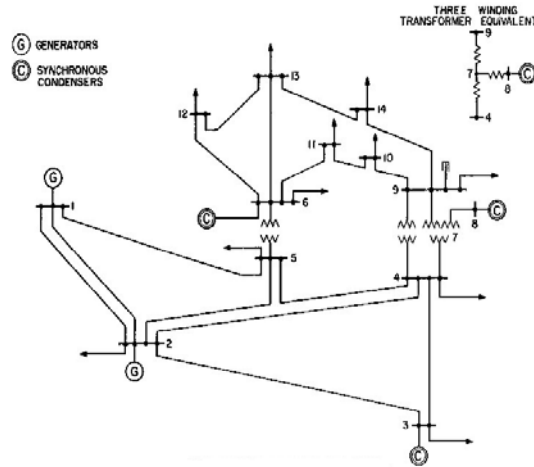 THREE WINDING
TRANSFORMER EQUIVALENT
9
7
8
C
4
G GENERATORS
C SYNCHRONOUS
CONDENSERS
13
14
12
11
10
9
6
C
G
1
8
C
7
5
4
2
G
3
C